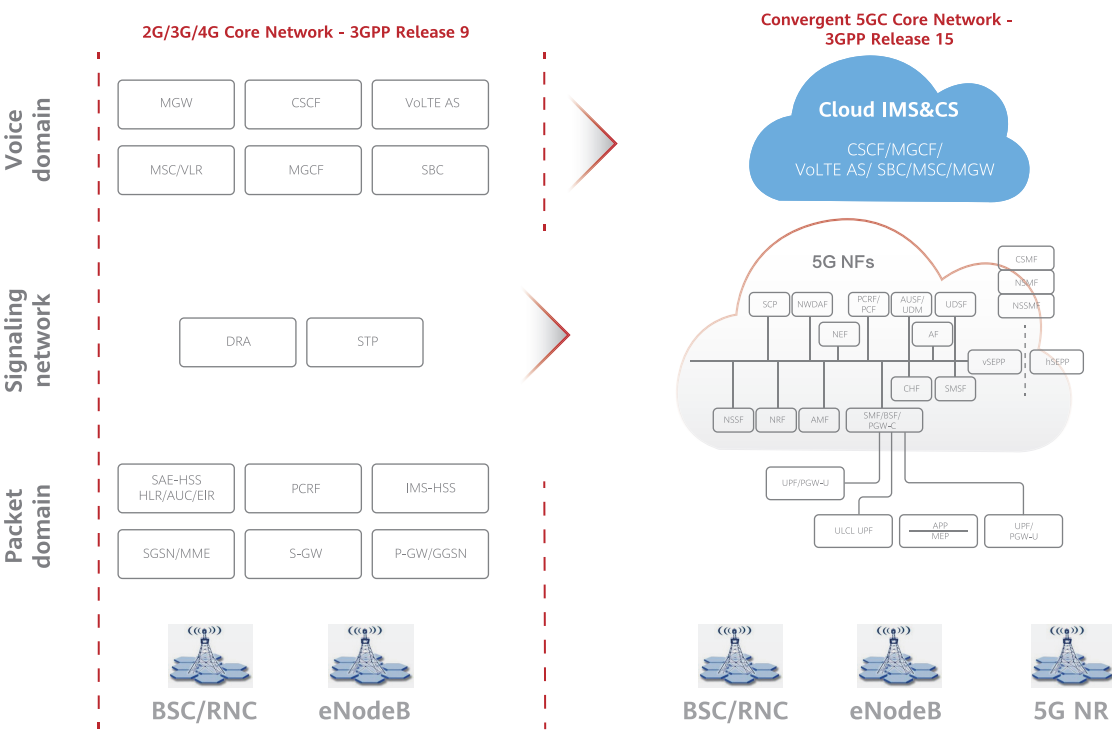 2G/3G/4G Core Network - 3GPP Release 9
Convergent 5GC Core Network -
3GPP Release 15
Voice
domain
MGW
CSCF
VoLTE AS
MSC/VLR
MGCF
SBC
Cloud IMS&CS
CSCF/MGCF/
VoLTE AS/ SBC/MSC/MGW
Signaling
network
DRA
STP
5G NFs
CSMF
NSMF
NSSMF
SCP
NWDAF
PCRF/
PCF
AUSF/
UDM
UDSF
NEF
AF
vSEPP
hSEPP
CHF
SMSF
NSSF
NRF
AMF
SMF/BSF/
PGW-C
Packet
domain
SAE-HSS
HLR/AUC/EIR
PCRF
IMS-HSS
SGSN/MME
S-GW
P-GW/GGSN
UPF/PGW-U
ULCL UPF
APP
MEP
UPF/
PGW-U
BSC/RNC
eNodeB
BSC/RNC
eNodeB
5G NR